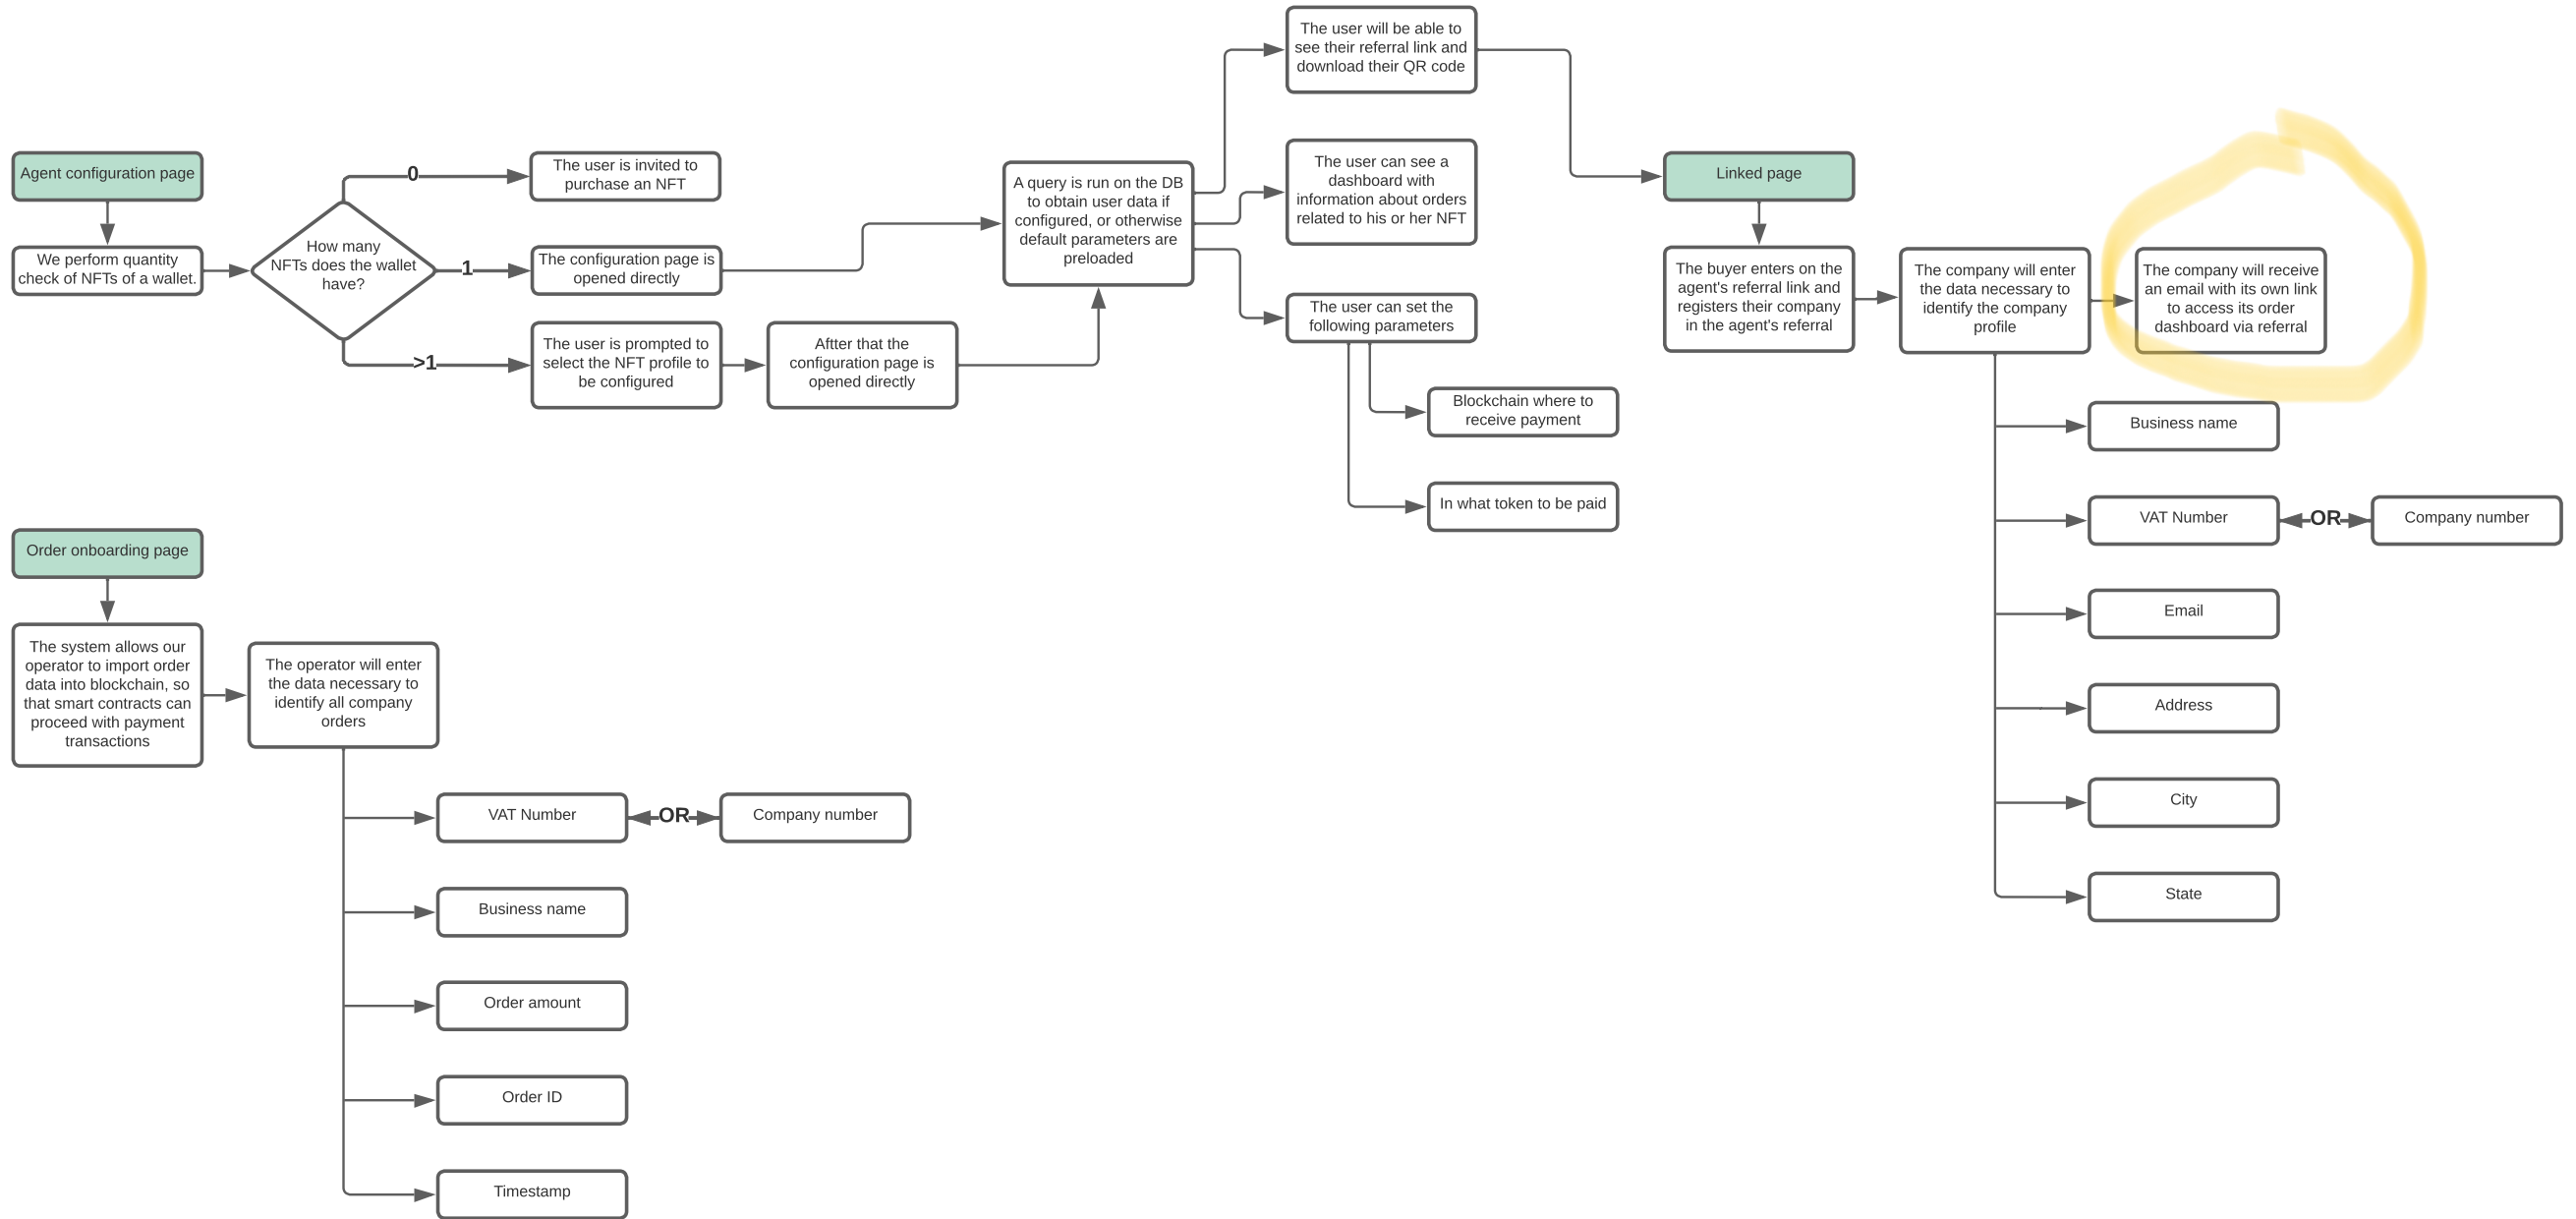 Agent configuration page
We perform quantity
check of NFTs of a wallet.
How many
NFTs does the wallet
have?
0
The user is invited to
purchase an NFT
1
The configuration page is
opened directly
>1
The user is prompted to
select the NFT profile to
be configured
Aftter that the
configuration page is
opened directly
A query is run on the DB
to obtain user data if
configured, or otherwise
default parameters are
preloaded
The user will be able to
see their referral link and
download their QR code
The user can see a
dashboard with
information about orders
related to his or her NFT
The user can set the
following parameters
Blockchain where to
receive payment
In what token to be paid
Linked page
The buyer enters on the
agent's referral link and
registers their company
in the agent's referral
The company will enter
the data necessary to
identify the company
profile
The company will receive
an email with its own link
to access its order
dashboard via referral
Business name
VAT Number
OR
Company number
Email
Address
City
State
Order onboarding page
The system allows our
operator to import order
data into blockchain, so
that smart contracts can
proceed with payment
transactions
The operator will enter
the data necessary to
identify all company
orders
VAT Number
OR
Company number
Business name
Order amount
Order ID
Timestamp